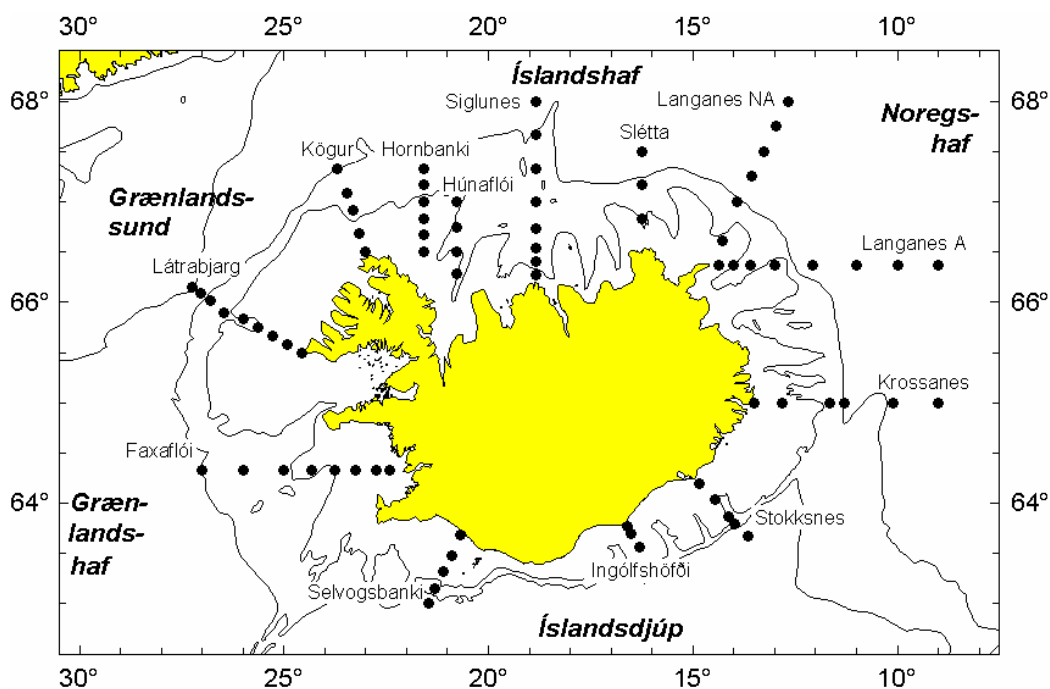 30° 25° 20° 15° 10°
Íslandshaf
68° Siglunes Langanes NA 68°
Noregs-
haf
Slétta
Kögur Hornbanki
Húnaflói
Grænlands-
sund
Langanes A
Látrabjarg
66° 66°
Krossanes
Faxaflói
64° 64°
Græn-
lands-
haf
Stokksnes
Ingólfshöfði
Selvogsbanki
Íslandsdjúp
30° 25° 20° 15° 10°